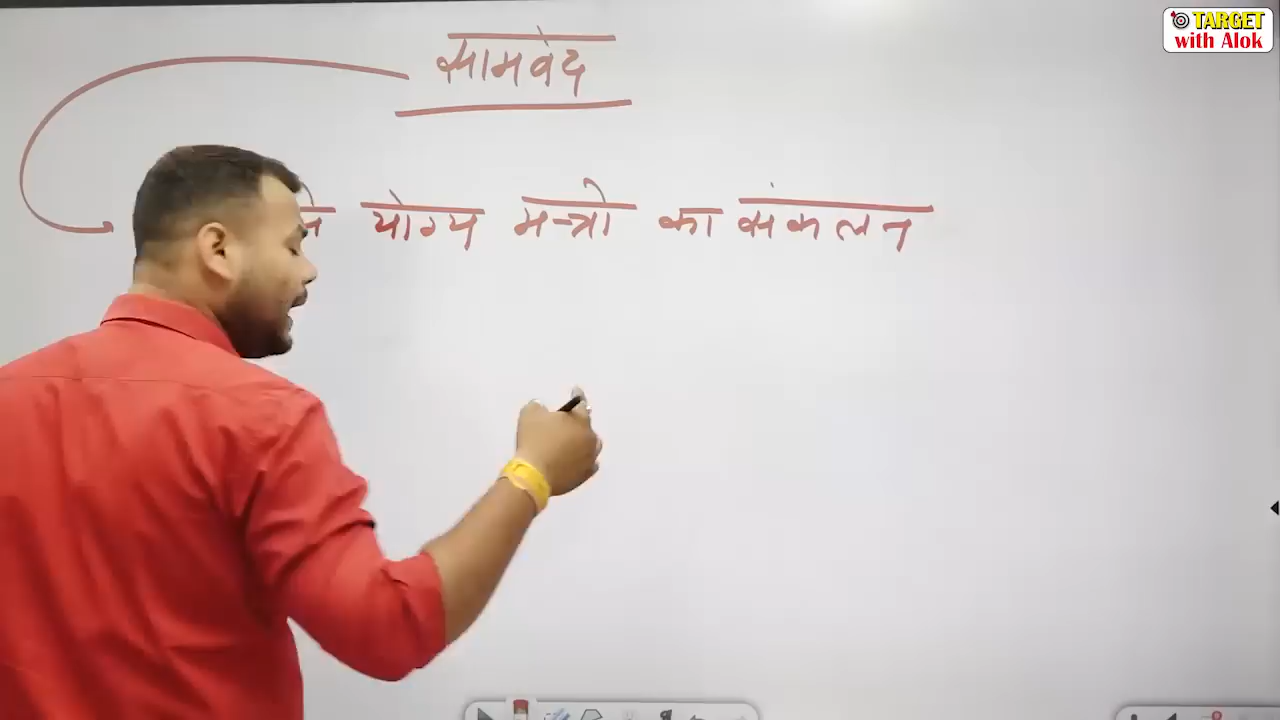 TARGET
with Alok
सामवेद
योग्य मन्त्रो का संकलन